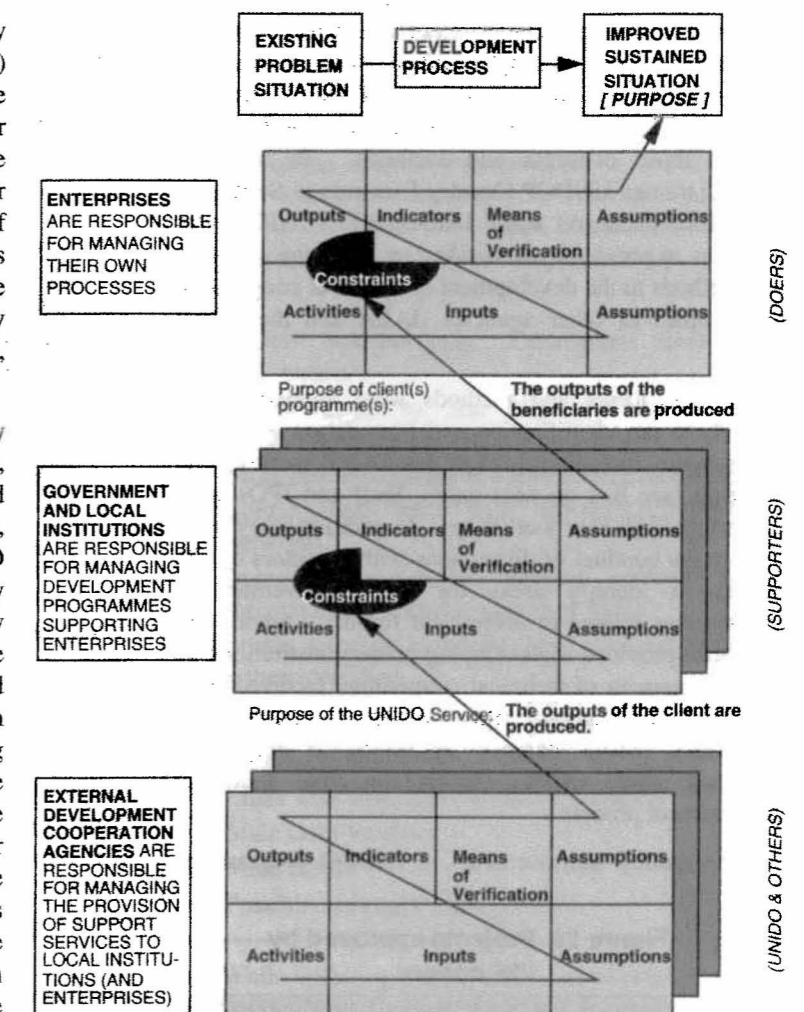 EXISTING
PROBLEM
SITUATION
DEVELOPMENT
PROCESS
IMPROVED
SUSTAINED
SITUATION
[ PURPOSE ]
ENTERPRISES
ARE RESPONSIBLE
FOR MANAGING
THEIR OWN
PROCESSES
Outputs Indicators Means of Verification Assumptions
Constraints
Activities Inputs Assumptions
(DOERS)
Purpose of client(s)
programme(s):
The outputs of the
beneficiaries are produced
GOVERNMENT
AND LOCAL
INSTITUTIONS
ARE RESPONSIBLE
FOR MANAGING
DEVELOPMENT
PROGRAMMES
SUPPORTING
ENTERPRISES
Outputs Indicators Means of Verification Assumptions
Constraints
Activities Inputs Assumptions
(SUPPORTERS)
Purpose of the UNIDO Service: The outputs of the client are
produced.
EXTERNAL
DEVELOPMENT
COOPERATION
AGENCIES ARE
RESPONSIBLE
FOR MANAGING
THE PROVISION
OF SUPPORT
SERVICES TO
LOCAL INSTITU-
TIONS (AND
ENTERPRISES)
Outputs Indicators Means of Verification Assumptions
Activities Inputs Assumptions
(UNIDO & OTHERS)